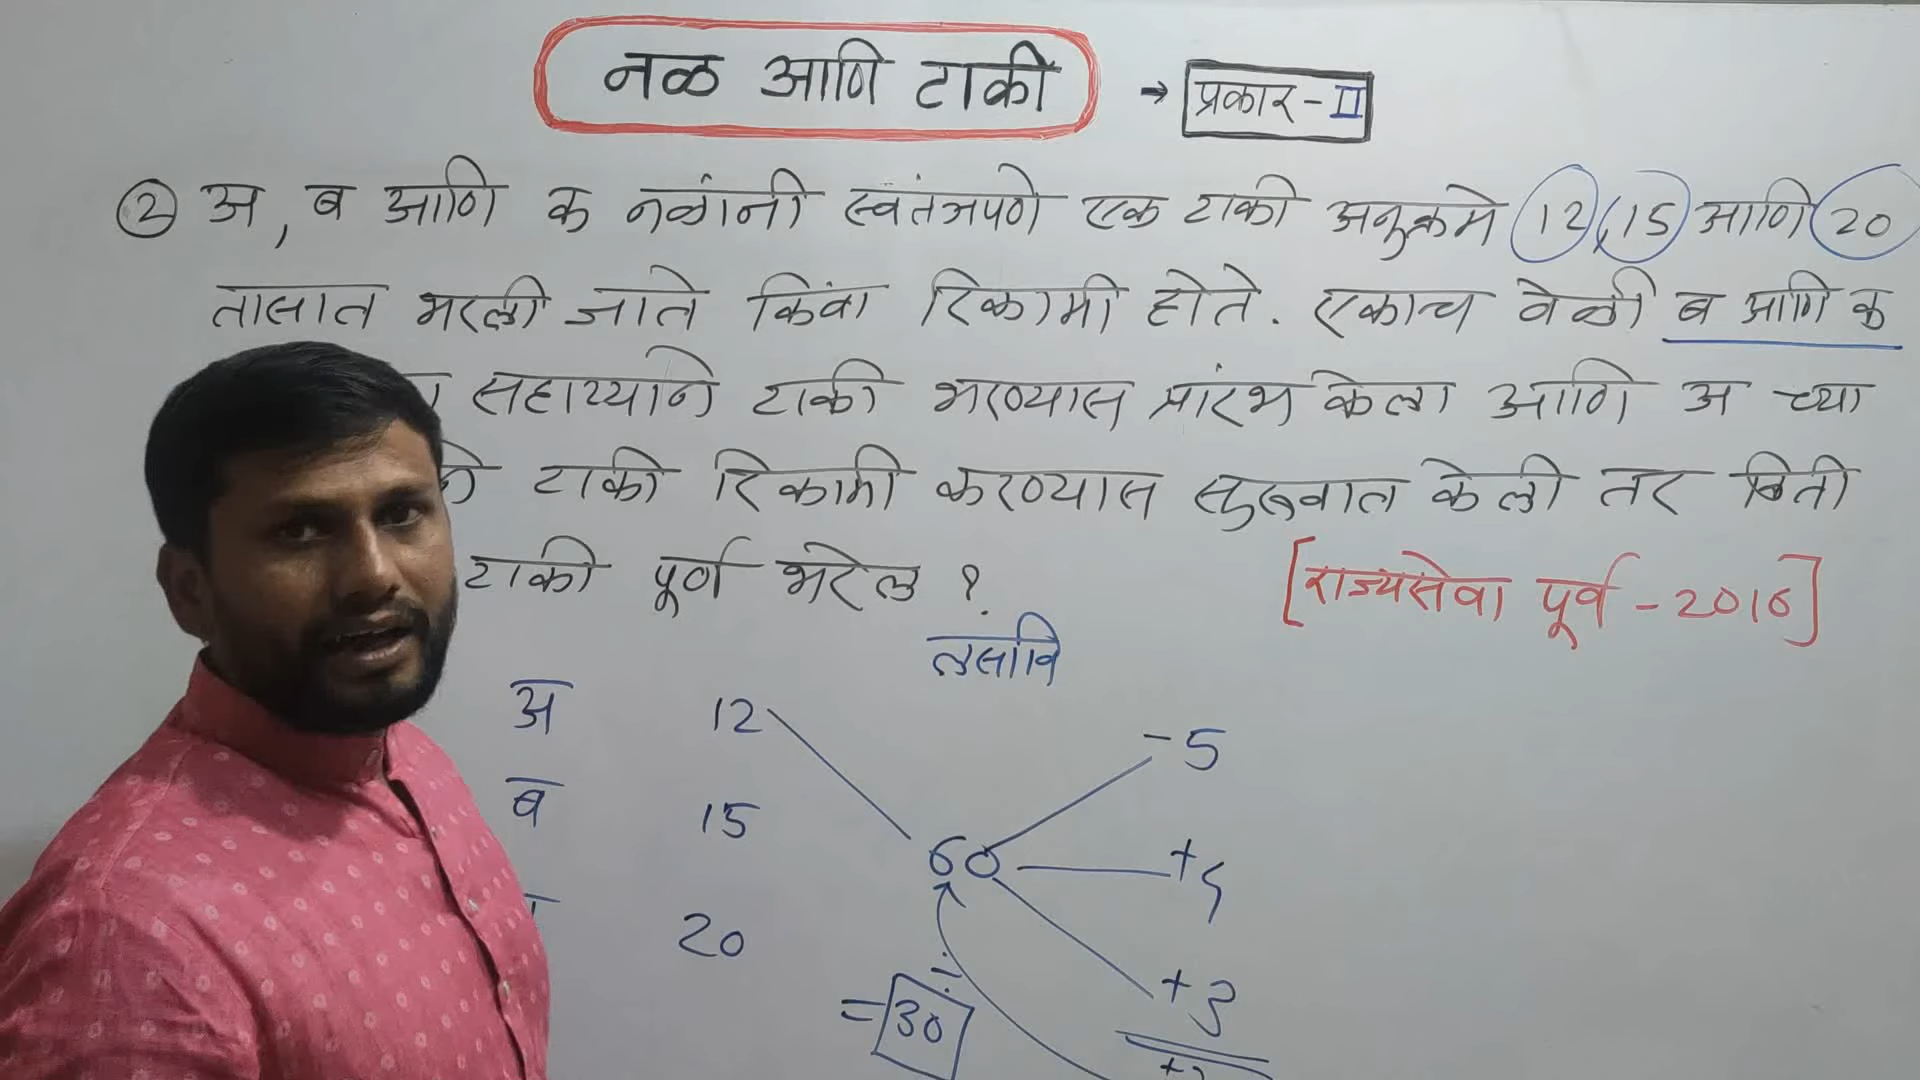 नळ आणि टाकी → प्रकार - II
② अ, ब आणि क नळांनी स्वतंत्रपणे एक टाकी अनुक्रमे 12, 15 आणि 20
तासात भरली जाते किंवा रिकामी होते. एकाच वेळी ब आणि क
सहाय्याने टाकी भरण्यास प्रारंभ केला आणि अ च्या
टाकी रिकामी करण्यास सुरूवात केली तर किती
टाकी पूर्ण भरेल ?
[राज्यसेवा पूर्व - 2016]
लसावि
अ 12 - 5
ब 15 60 + 4
20 + 3
÷
= 30